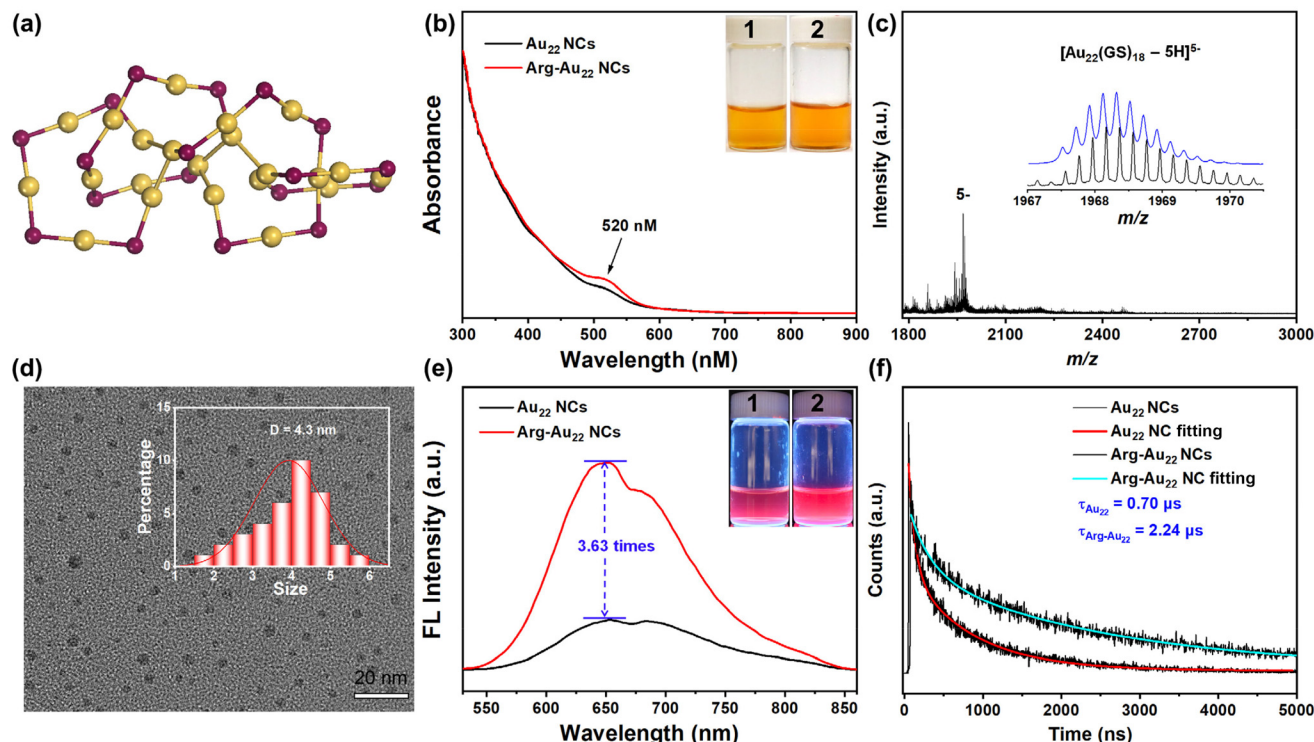 (a)
(b)
Au₂₂ NCs
Arg-Au₂₂ NCs
1 2
520 nM
Absorbance
300 400 500 600 700 800 900
Wavelength (nM)
(c)
[Au₂₂(GS)₁₈ – 5H]⁵⁻
1967 1968 1969 1970
m/z
5-
Intensity (a.u.)
1800 2100 2400 2700 3000
m/z
(d)
15
10
5
0
Percentage
D = 4.3 nm
1 2 3 4 5 6
Size
20 nm
(e)
Au₂₂ NCs
Arg-Au₂₂ NCs
1 2
3.63 times
FL Intensity (a.u.)
550 600 650 700 750 800 850
Wavelength (nm)
(f)
Au₂₂ NCs
Au₂₂ NC fitting
Arg-Au₂₂ NCs
Arg-Au₂₂ NC fitting
τAu₂₂ = 0.70 μs
τArg-Au₂₂ = 2.24 μs
Counts (a.u.)
0 1000 2000 3000 4000 5000
Time (ns)